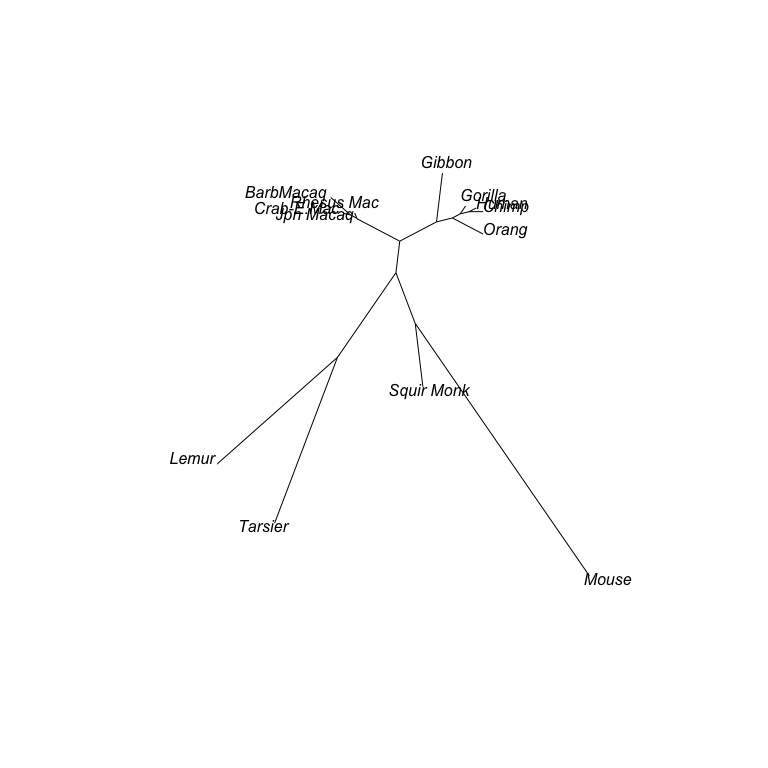 Gibbon
BarbMacaq
Rhesus Mac
Gorilla
Human
Chimp
Crab-E.Mac
Jpn Macaq
Orang
Squir Monk
Lemur
Tarsier
Mouse